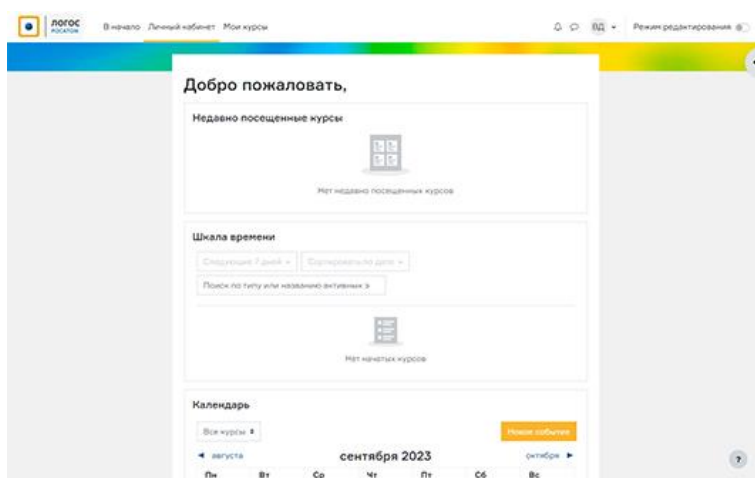 ЛОГОС
РОСАТОМ
В начало Личный кабинет Мои курсы
ВД
Режим редактирования
Добро пожаловать,
Недавно посещенные курсы
Нет недавно посещенных курсов
Шкала времени
Следующие 7 дней Сортировать по дате
Поиск по типу или названию активных э
Нет начатых курсов
Календарь
Все курсы
Новое событие
◄ августа сентября 2023 октября ►
Пн Вт Ср Чт Пт Сб Вс
?